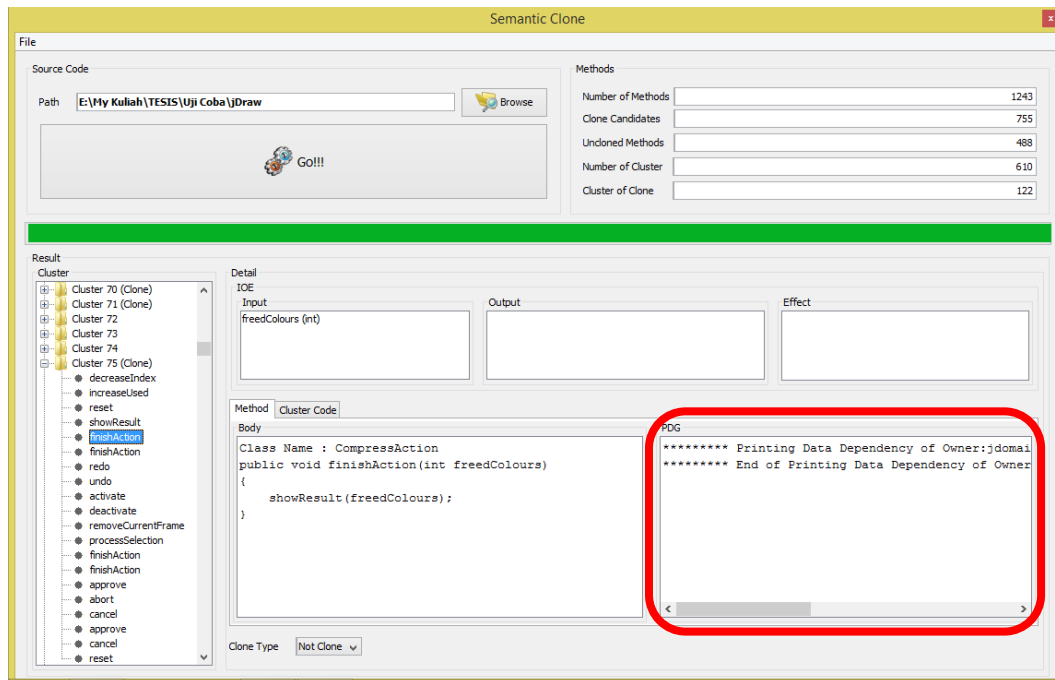 Semantic Clone
x
File
Source Code
Path E:\My Kuliah\TESIS\Uji Coba\jDraw Browse
Go!!!
Methods
Number of Methods 1243
Clone Candidates 755
Uncloned Methods 488
Number of Cluster 610
Cluster of Clone 122
Result
Cluster
Cluster 70 (Clone)
Cluster 71 (Clone)
Cluster 72
Cluster 73
Cluster 74
Cluster 75 (Clone)
decreaseIndex
increaseUsed
reset
showResult
finishAction
finishAction
redo
undo
activate
deactivate
removeCurrentFrame
processSelection
finishAction
finishAction
approve
abort
cancel
approve
cancel
reset
Detail
IOE
Input
freedColours (int)
Output
Effect
Method Cluster Code
Body
Class Name : CompressAction
public void finishAction(int freedColours)
{
showResult(freedColours);
}
PDG
********* Printing Data Dependency of Owner:jdomai
********* End of Printing Data Dependency of Owner
Clone Type Not Clone